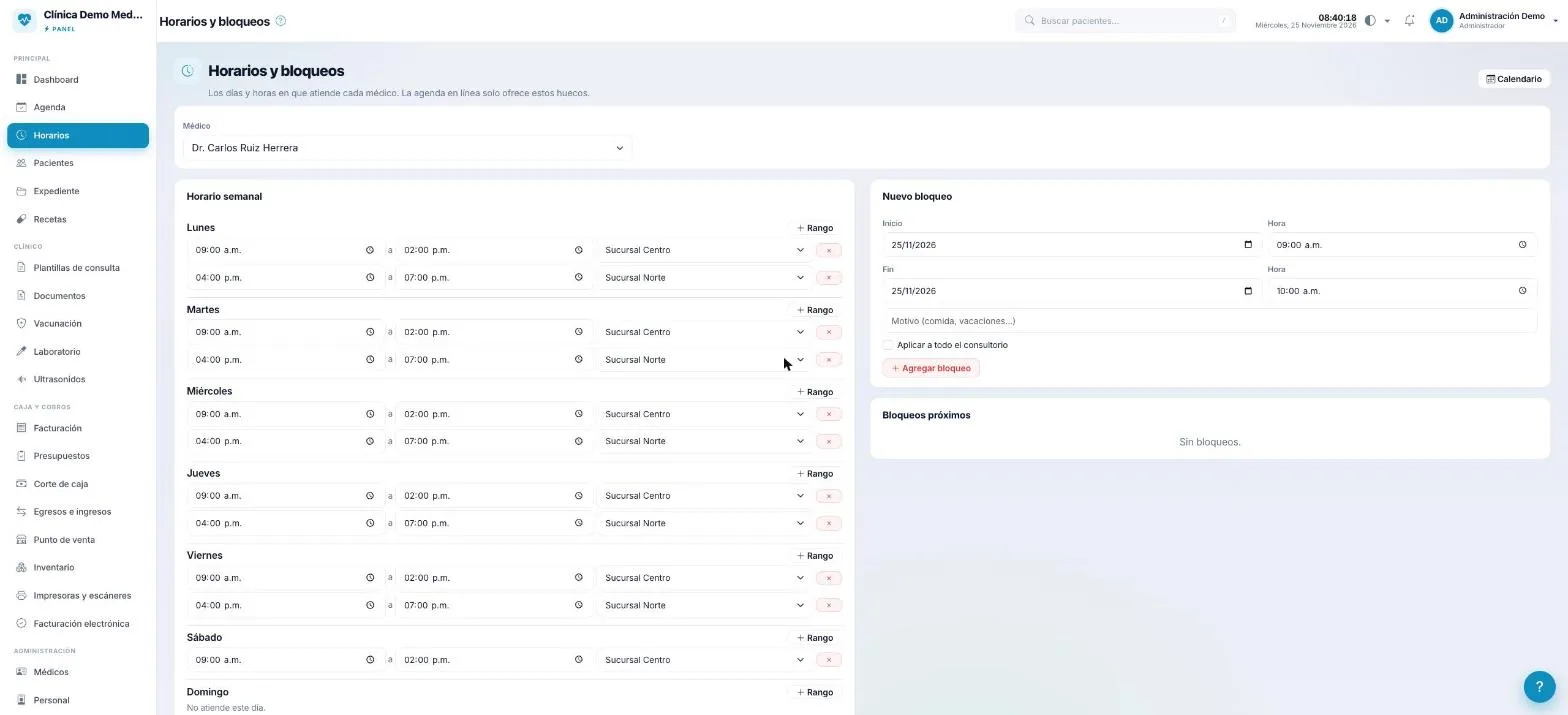 Clínica Demo Med...
PANEL
PRINCIPAL
Dashboard
Agenda
Horarios
Pacientes
Expediente
Recetas
CLÍNICO
Plantillas de consulta
Documentos
Vacunación
Laboratorio
Ultrasonidos
CAJA Y COBROS
Facturación
Presupuestos
Corte de caja
Egresos e ingresos
Punto de venta
Inventario
Impresoras y escáneres
Facturación electrónica
ADMINISTRACIÓN
Médicos
Personal
Horarios y bloqueos ?
Buscar pacientes... /
08:40:18
Miércoles, 25 Noviembre 2026
AD
Administración Demo
Administrador
Horarios y bloqueos
Los días y horas en que atiende cada médico. La agenda en línea solo ofrece estos huecos.
Calendario
Médico
Dr. Carlos Ruiz Herrera
Horario semanal
Lunes + Rango
09:00 a.m. a 02:00 p.m. Sucursal Centro ×
04:00 p.m. a 07:00 p.m. Sucursal Norte ×
Martes + Rango
09:00 a.m. a 02:00 p.m. Sucursal Centro ×
04:00 p.m. a 07:00 p.m. Sucursal Norte ×
Miércoles + Rango
09:00 a.m. a 02:00 p.m. Sucursal Centro ×
04:00 p.m. a 07:00 p.m. Sucursal Norte ×
Jueves + Rango
09:00 a.m. a 02:00 p.m. Sucursal Centro ×
04:00 p.m. a 07:00 p.m. Sucursal Norte ×
Viernes + Rango
09:00 a.m. a 02:00 p.m. Sucursal Centro ×
04:00 p.m. a 07:00 p.m. Sucursal Norte ×
Sábado + Rango
09:00 a.m. a 02:00 p.m. Sucursal Centro ×
Domingo + Rango
No atiende este día.
Nuevo bloqueo
Inicio Hora
25/11/2026 09:00 a.m.
Fin Hora
25/11/2026 10:00 a.m.
Motivo (comida, vacaciones...)
Aplicar a todo el consultorio
+ Agregar bloqueo
Bloqueos próximos
Sin bloqueos.
?